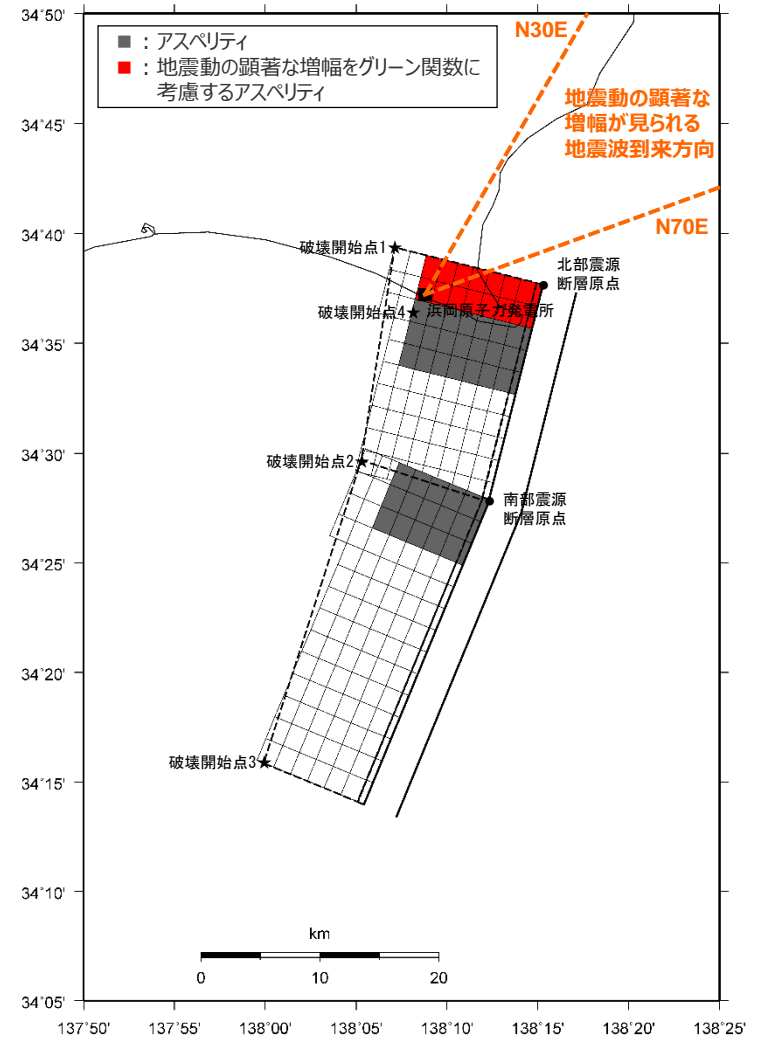 34˚50'
■ : アスペリティ
■ : 地震動の顕著な増幅をグリーン関数に
考慮するアスペリティ
N30E
地震動の顕著な
増幅が見られる
地震波到来方向
34˚45'
N70E
34˚40'
破壊開始点1
北部震源
断層原点
破壊開始点4
浜岡原子力発電所
34˚35'
34˚30'
破壊開始点2
南部震源
断層原点
34˚25'
34˚20'
破壊開始点3
34˚15'
34˚10'
km
0 10 20
34˚05'
137˚50' 137˚55' 138˚00' 138˚05' 138˚10' 138˚15' 138˚20' 138˚25'